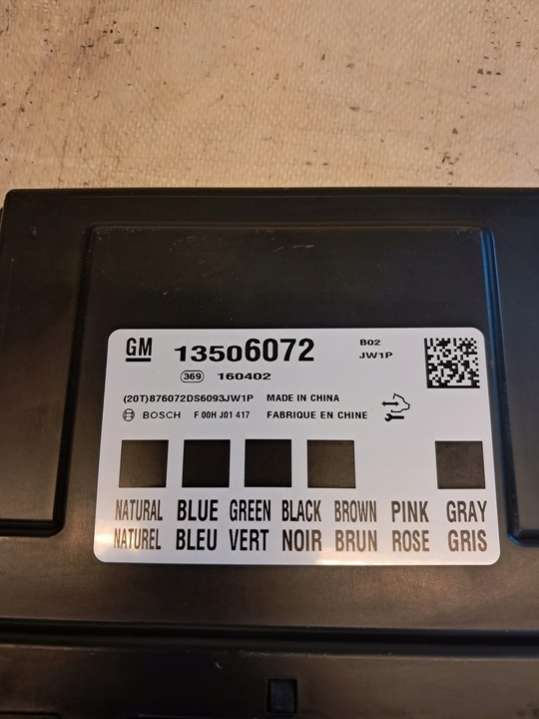 GM 13506072 B02
JW1P
369 160402
(20T)876072DS6093JW1P MADE IN CHINA
BOSCH F 00H J01 417 FABRIQUE EN CHINE
NATURAL BLUE GREEN BLACK BROWN PINK GRAY
NATUREL BLEU VERT NOIR BRUN ROSE GRIS